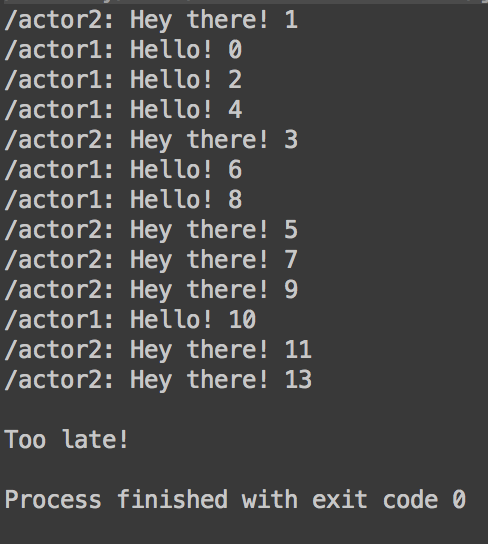 /actor2: Hey there! 1
/actor1: Hello! 0
/actor1: Hello! 2
/actor1: Hello! 4
/actor2: Hey there! 3
/actor1: Hello! 6
/actor1: Hello! 8
/actor2: Hey there! 5
/actor2: Hey there! 7
/actor2: Hey there! 9
/actor1: Hello! 10
/actor2: Hey there! 11
/actor2: Hey there! 13
Too late!
Process finished with exit code 0